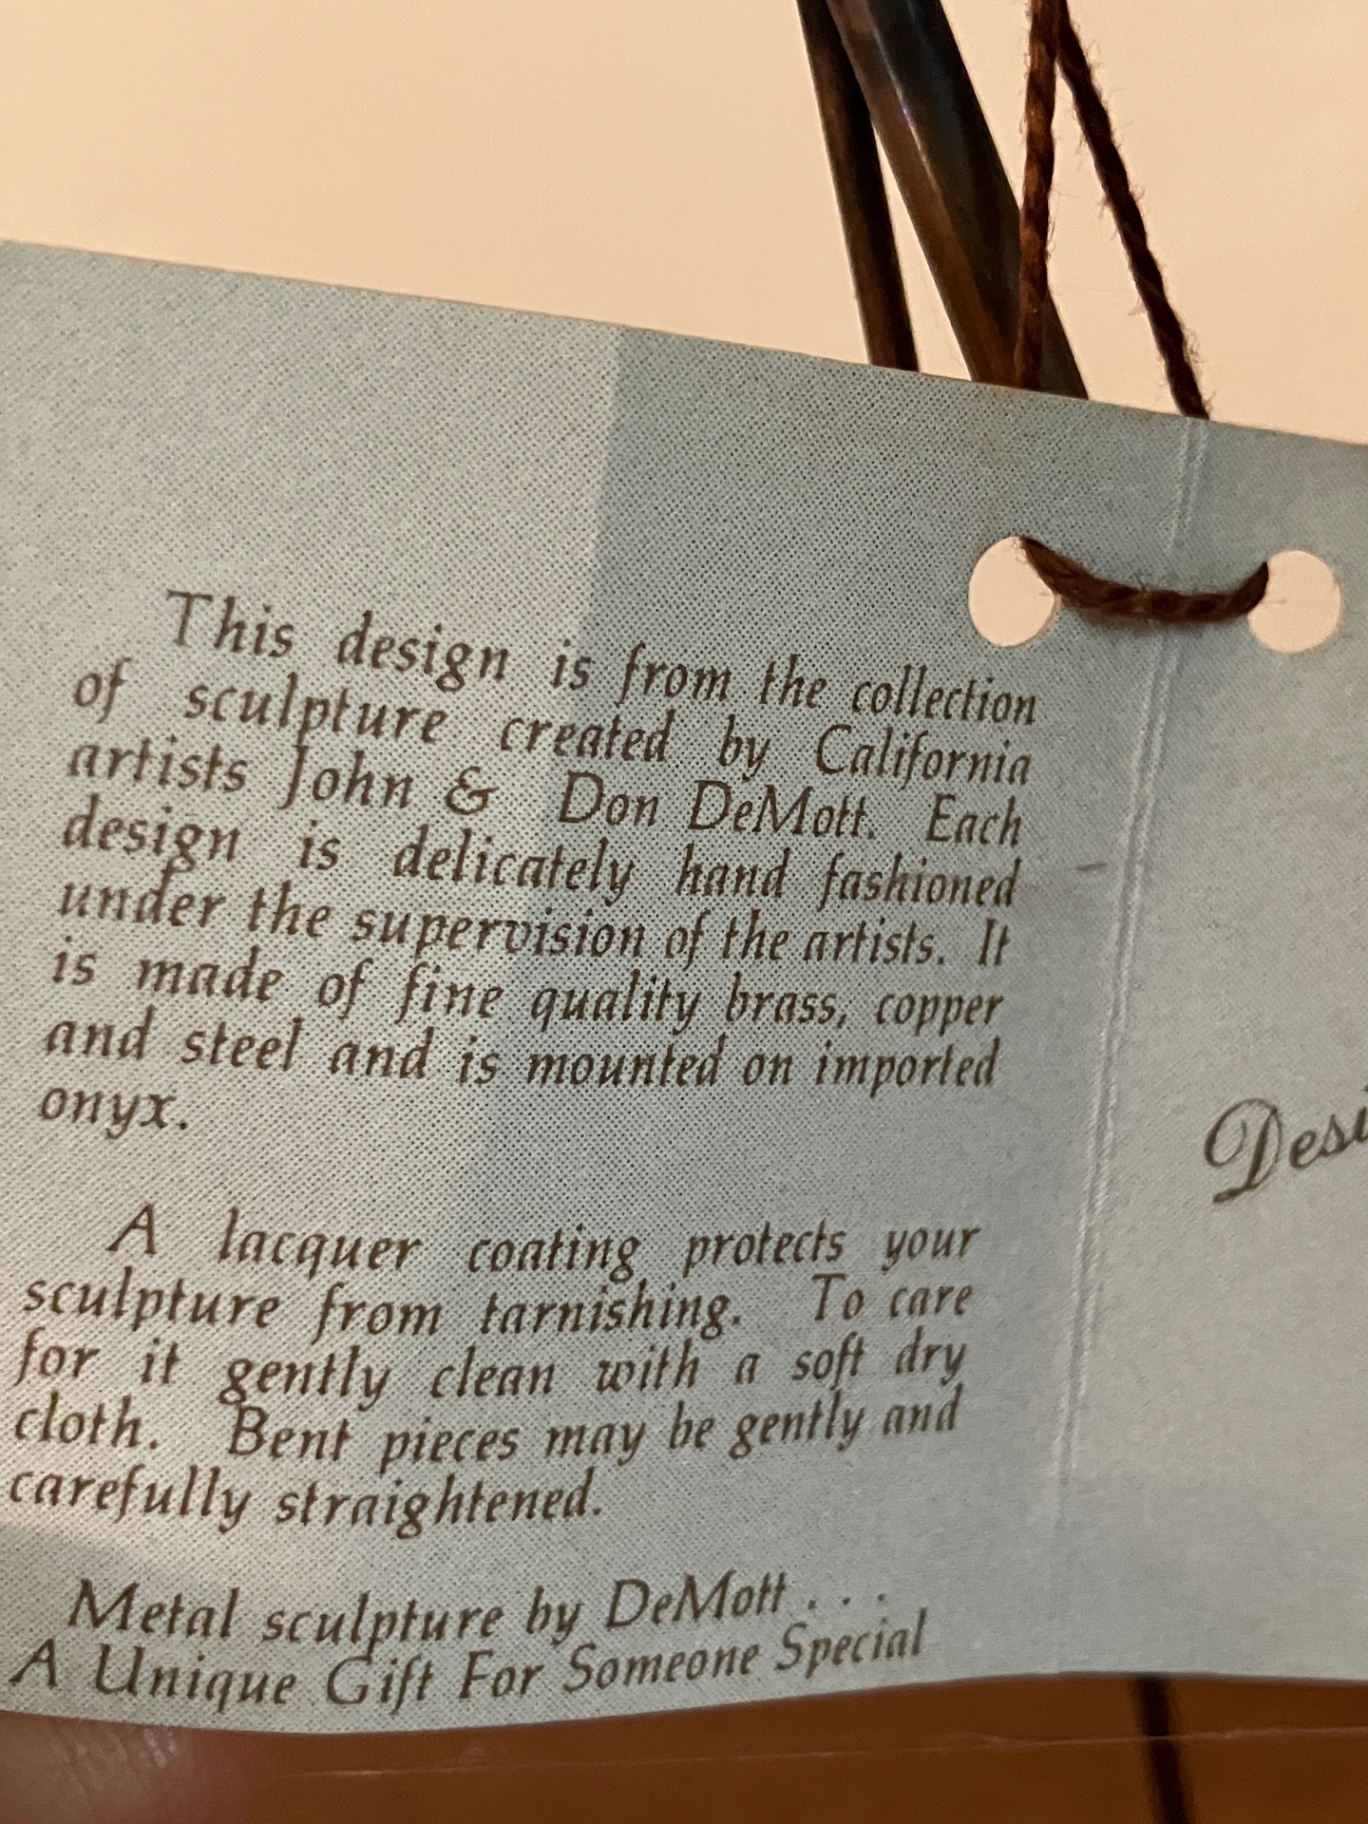 This design is from the collection
of sculpture created by California
artists John & Don DeMott. Each
design is delicately hand fashioned
under the supervision of the artists. It
is made of fine quality brass, copper
and steel and is mounted on imported
onyx.
A lacquer coating protects your
sculpture from tarnishing. To care
for it gently clean with a soft dry
cloth. Bent pieces may be gently and
carefully straightened.
Metal sculpture by DeMott . . .
A Unique Gift For Someone Special
Desi